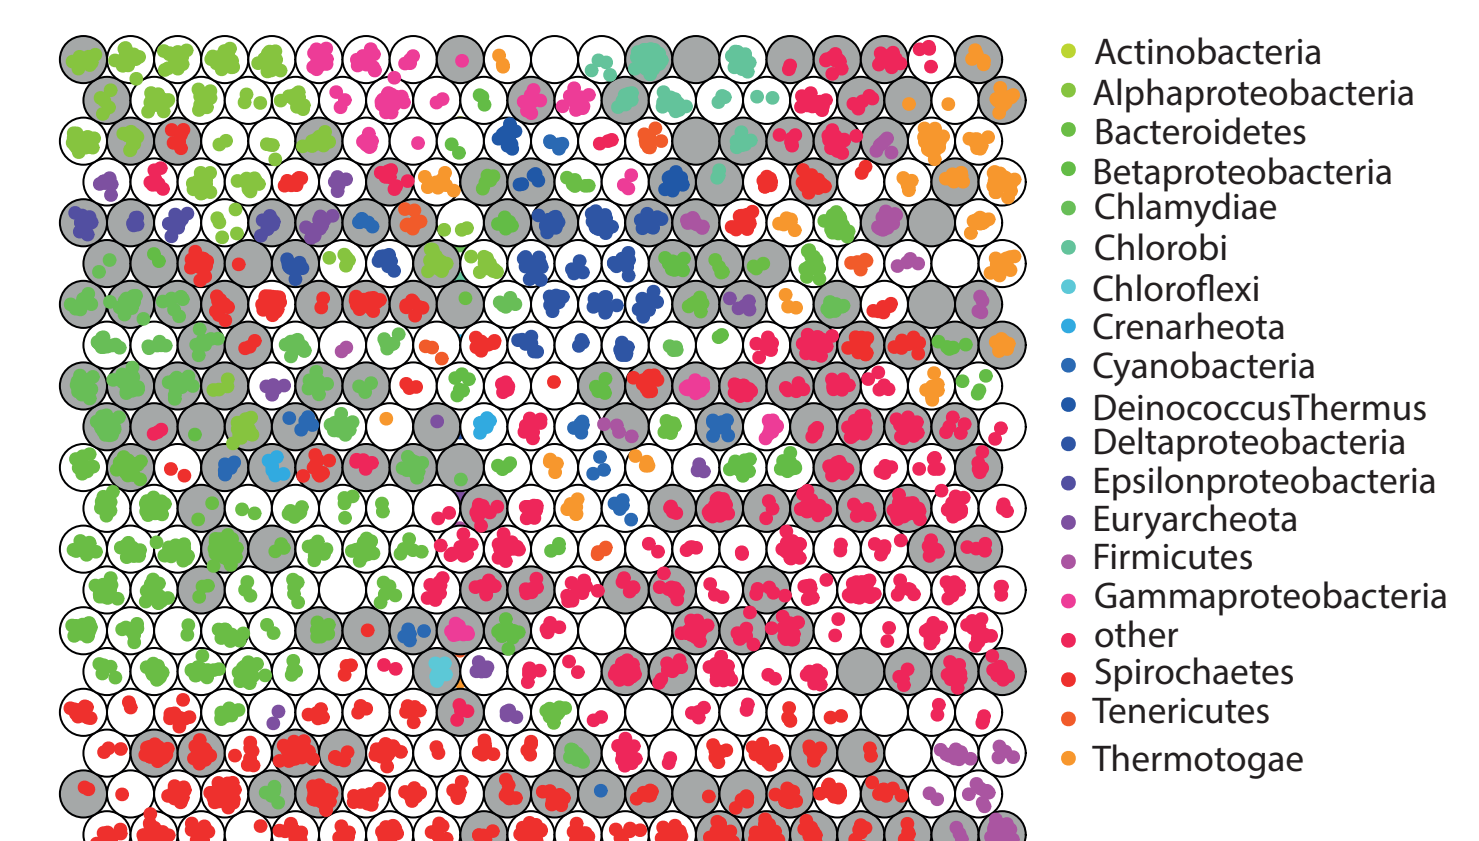 Actinobacteria
Alphaproteobacteria
Bacteroidetes
Betaproteobacteria
Chlamydiae
Chlorobi
Chloroflexi
Crenarheota
Cyanobacteria
DeinococcusThermus
Deltaproteobacteria
Epsilonproteobacteria
Euryarcheota
Firmicutes
Gammaproteobacteria
other
Spirochaetes
Tenericutes
Thermotogae